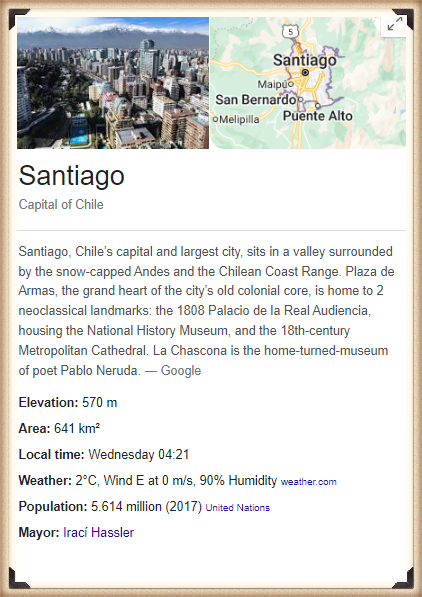 5
Santiago
Maipú
San Bernardo
Puente Alto
Melipilla
Santiago
Capital of Chile
Santiago, Chile’s capital and largest city, sits in a valley surrounded
by the snow-capped Andes and the Chilean Coast Range. Plaza de
Armas, the grand heart of the city’s old colonial core, is home to 2
neoclassical landmarks: the 1808 Palacio de la Real Audiencia,
housing the National History Museum, and the 18th-century
Metropolitan Cathedral. La Chascona is the home-turned-museum
of poet Pablo Neruda. — Google
Elevation: 570 m
Area: 641 km²
Local time: Wednesday 04:21
Weather: 2°C, Wind E at 0 m/s, 90% Humidity weather.com
Population: 5.614 million (2017) United Nations
Mayor: Iracı́ Hassler